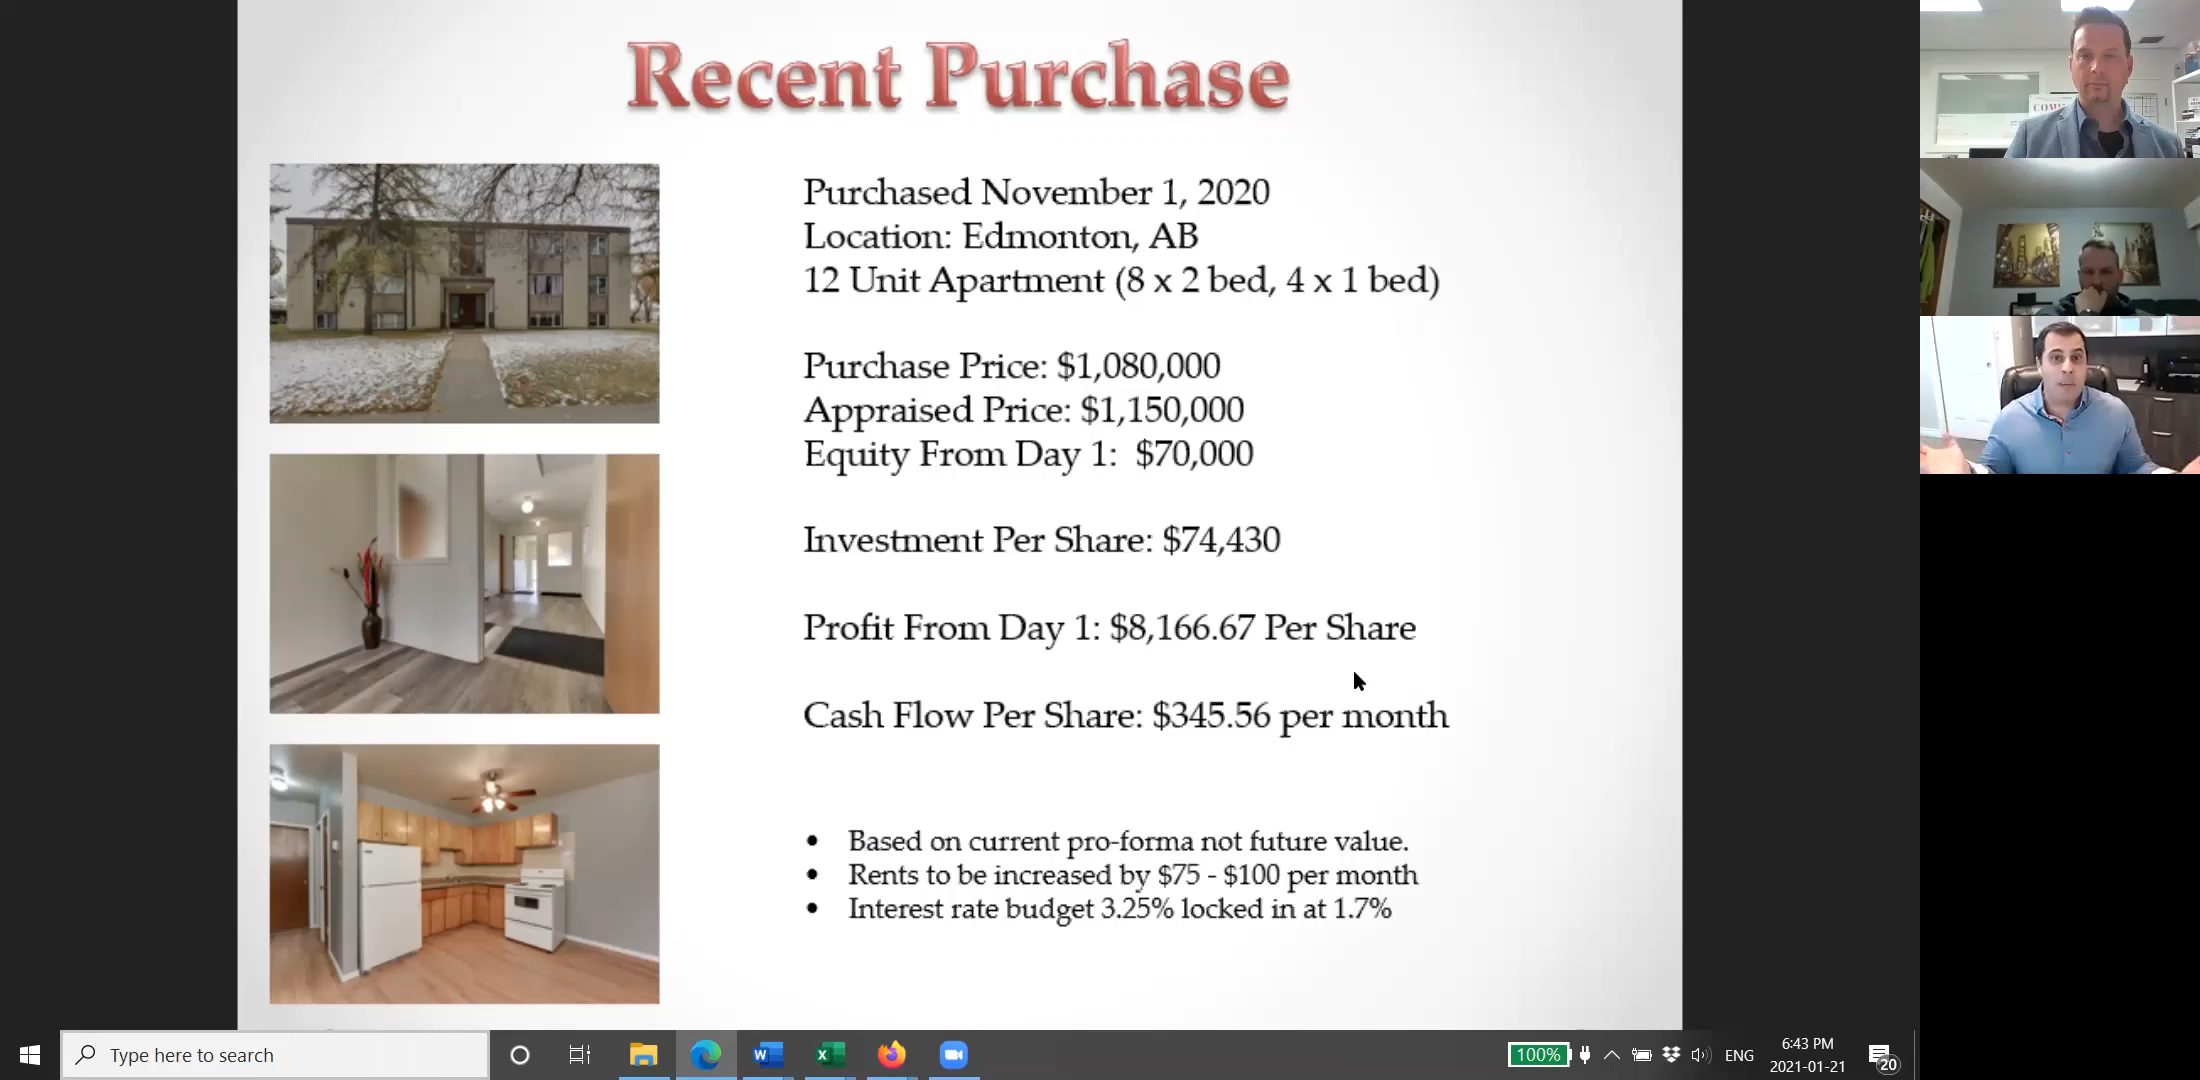 Recent Purchase
Purchased November 1, 2020
Location: Edmonton, AB
12 Unit Apartment (8 x 2 bed, 4 x 1 bed)
Purchase Price: $1,080,000
Appraised Price: $1,150,000
Equity From Day 1: $70,000
Investment Per Share: $74,430
Profit From Day 1: $8,166.67 Per Share
Cash Flow Per Share: $345.56 per month
• Based on current pro-forma not future value.
• Rents to be increased by $75 - $100 per month
• Interest rate budget 3.25% locked in at 1.7%
COM
Type here to search
W
X
100%
ENG
6:43 PM
2021-01-21
20